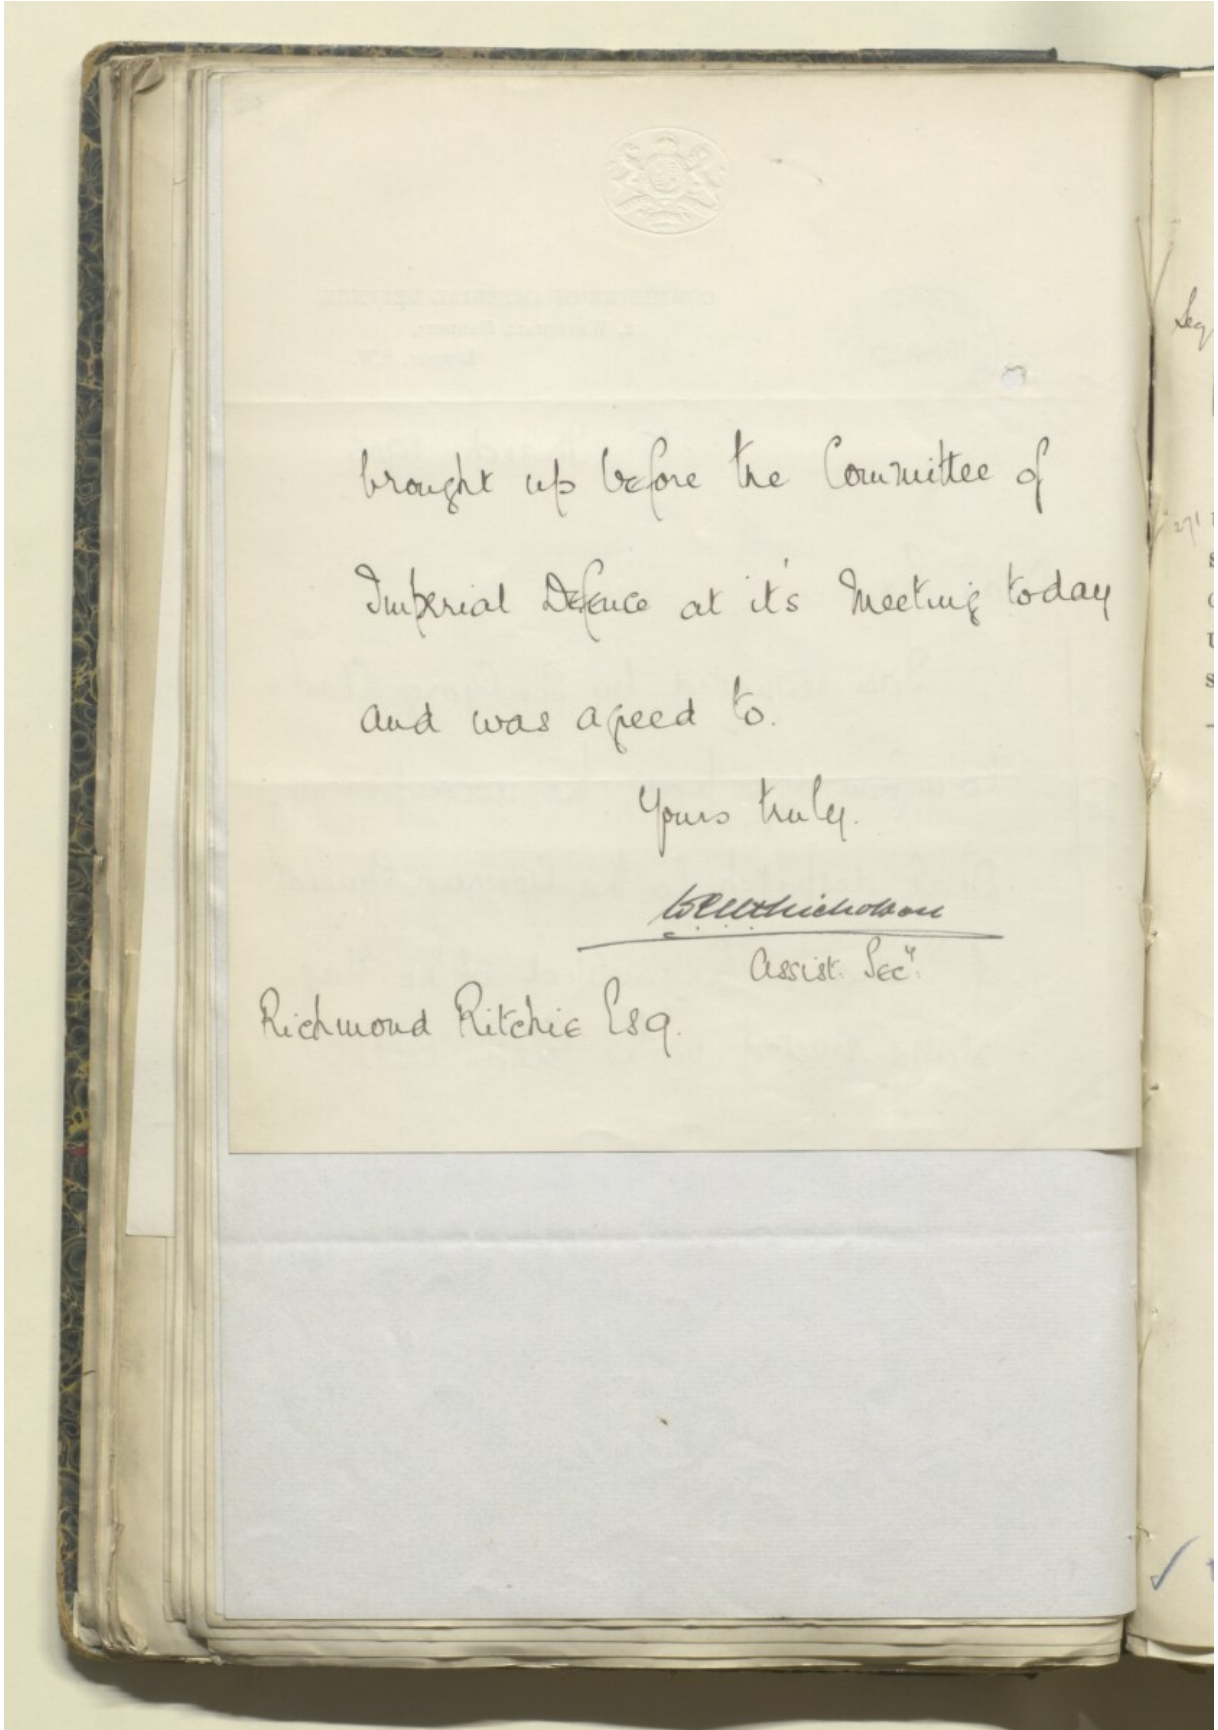 brought up before the Committee of
Imperial Defence at it's Meeting today
and was agreed to.
Yours truly.
Nicholson
Assist: Secy:
Richmond Ritchie Esq.